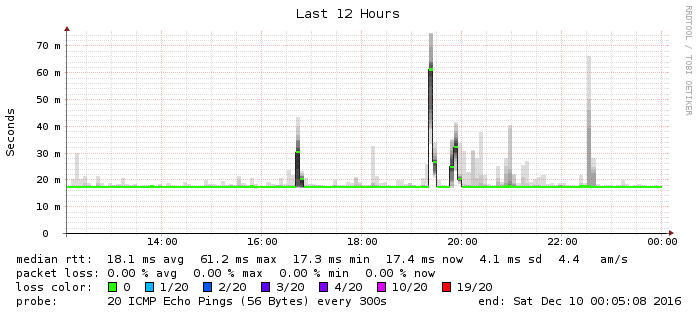 Last 12 Hours
RRDTOOL / TOBI OETIKER
Seconds
70 m
60 m
50 m
40 m
30 m
20 m
10 m
0
14:00 16:00 18:00 20:00 22:00 00:00
median rtt: 18.1 ms avg 61.2 ms max 17.3 ms min 17.4 ms now 4.1 ms sd 4.4 am/s
packet loss: 0.00 % avg 0.00 % max 0.00 % min 0.00 % now
loss color: 0 1/20 2/20 3/20 4/20 10/20 19/20
probe: 20 ICMP Echo Pings (56 Bytes) every 300s end: Sat Dec 10 00:05:08 2016